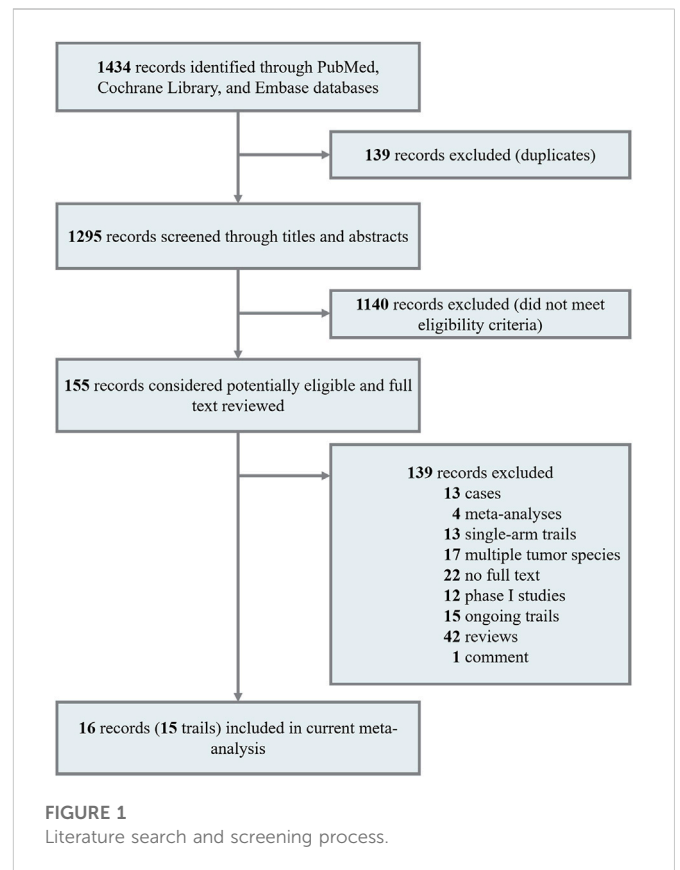 1434 records identified through PubMed,
Cochrane Library, and Embase databases
139 records excluded (duplicates)
1295 records screened through titles and abstracts
1140 records excluded (did not meet
eligibility criteria)
155 records considered potentially eligible and full
text reviewed
139 records excluded
13 cases
4 meta-analyses
13 single-arm trails
17 multiple tumor species
22 no full text
12 phase I studies
15 ongoing trails
42 reviews
1 comment
16 records (15 trails) included in current meta-
analysis
FIGURE 1
Literature search and screening process.